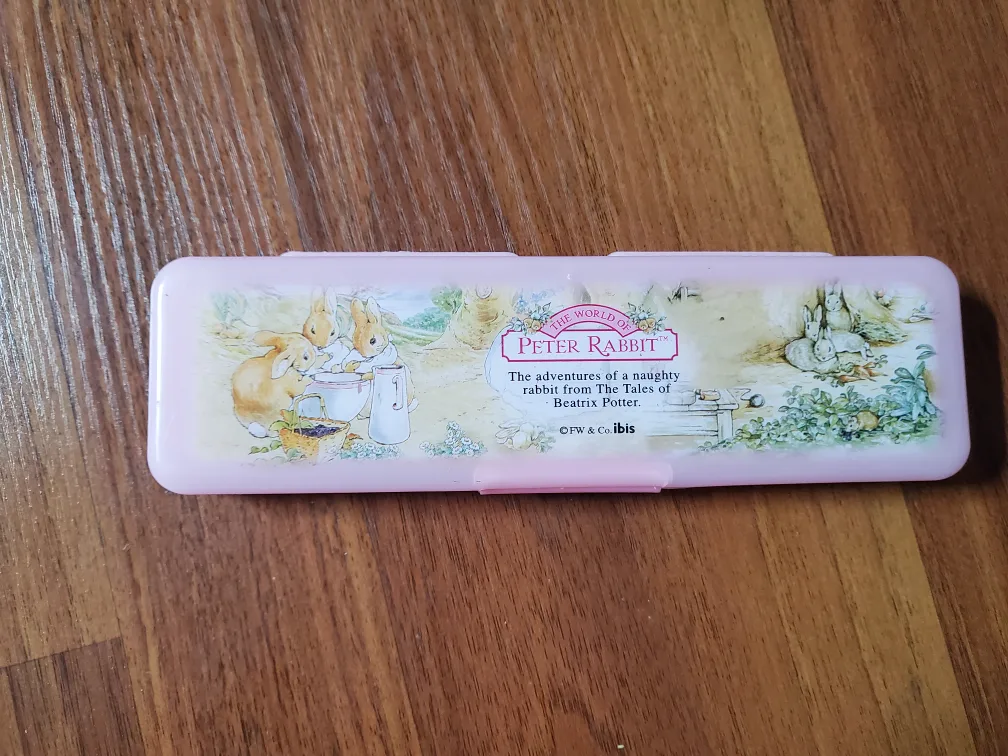 THE WORLD OF
PETER RABBIT™
The adventures of a naughty
rabbit from The Tales of
Beatrix Potter.
©FW & Co. ibis